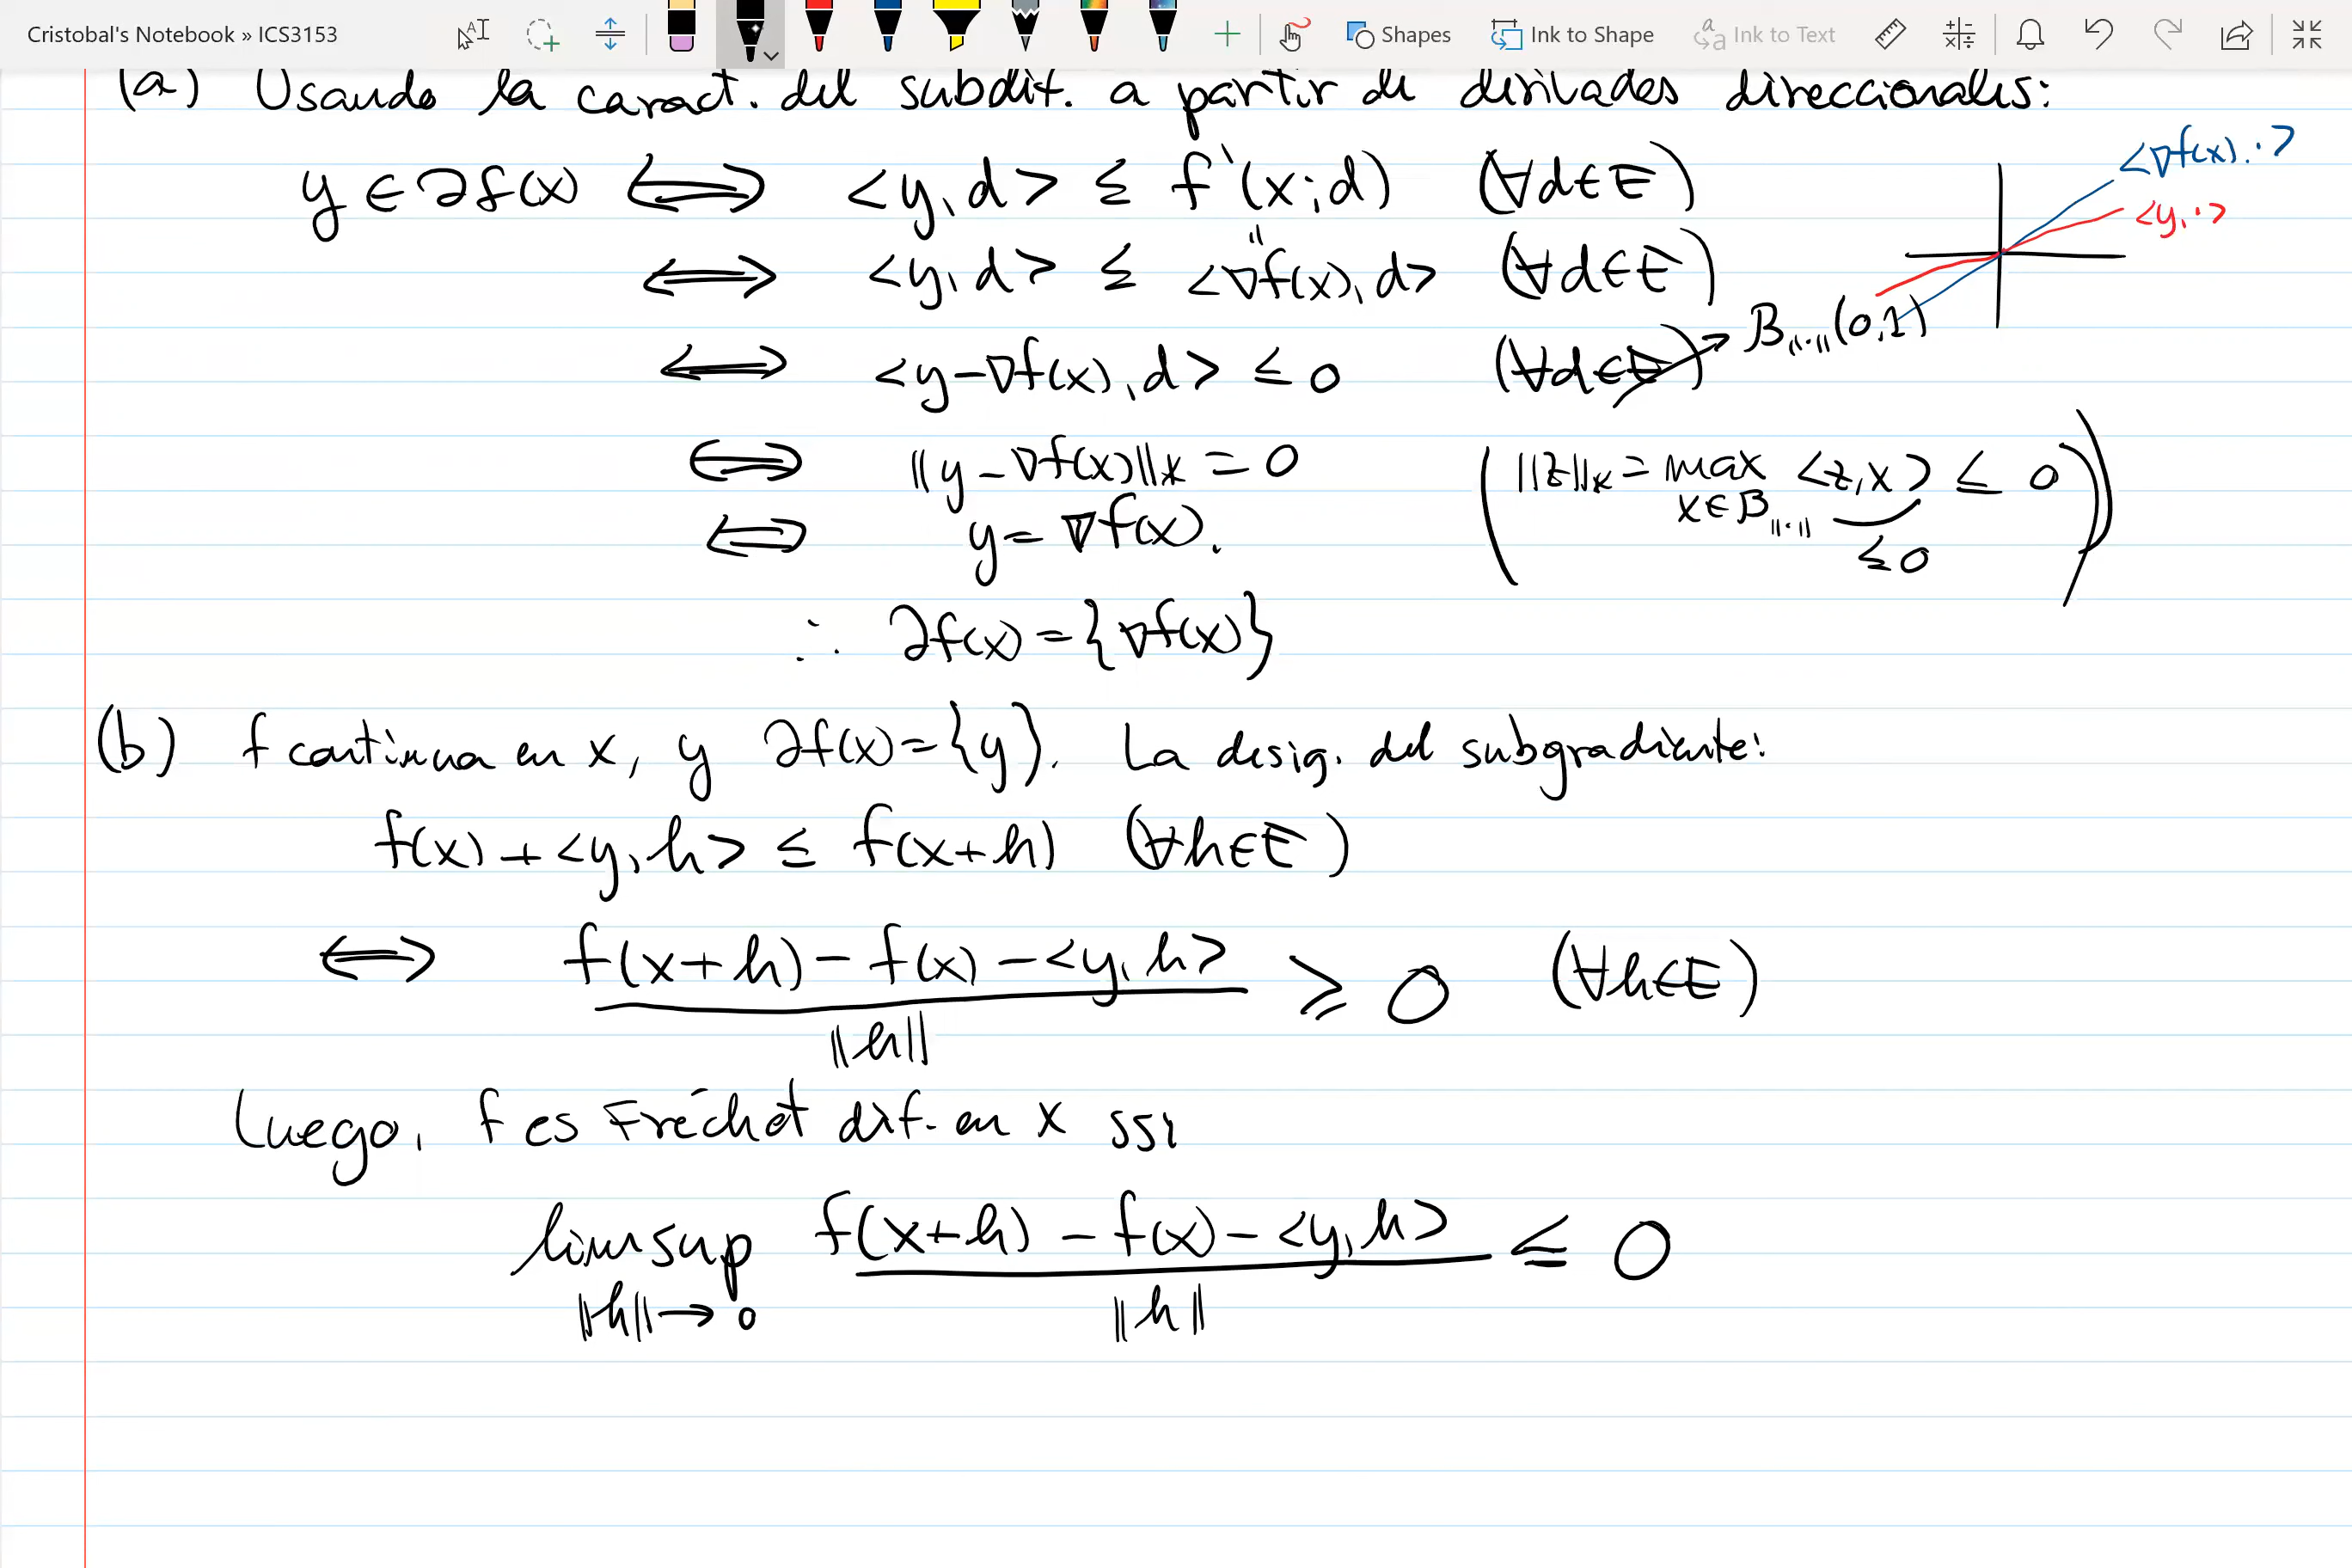 Cristobal's Notebook » ICS3153
Shapes Ink to Shape Ink to Text
(a) Usando la caract. del subdif. a partir de derivadas direccionales:
y ∈ ∂f(x) ⟺ <y,d> ≤ f'(x;d) (∀d∈E)
<∇f(x),·>
<y,·>
⟺ <y,d> ≤ <∇f(x),d> (∀d∈E)
⟺ <y-∇f(x),d> ≤ 0 (∀d∈E) → B‖·‖(0,1)
⟺ ‖y-∇f(x)‖* = 0 (‖z‖* = max <z,x> ≤ 0)
x∈B‖·‖ ≤0
⟺ y = ∇f(x).
∴ ∂f(x) = {∇f(x)}
(b) f continua en x, y ∂f(x)={y}. La desig. del subgradiente:
f(x) + <y,h> ≤ f(x+h) (∀h∈E)
⟺ f(x+h) - f(x) - <y,h> ≥ 0 (∀h∈E)
‖h‖
Luego, f es Fréchet dif. en x ssi
limsup f(x+h) - f(x) - <y,h> ≤ 0
‖h‖→0 ‖h‖